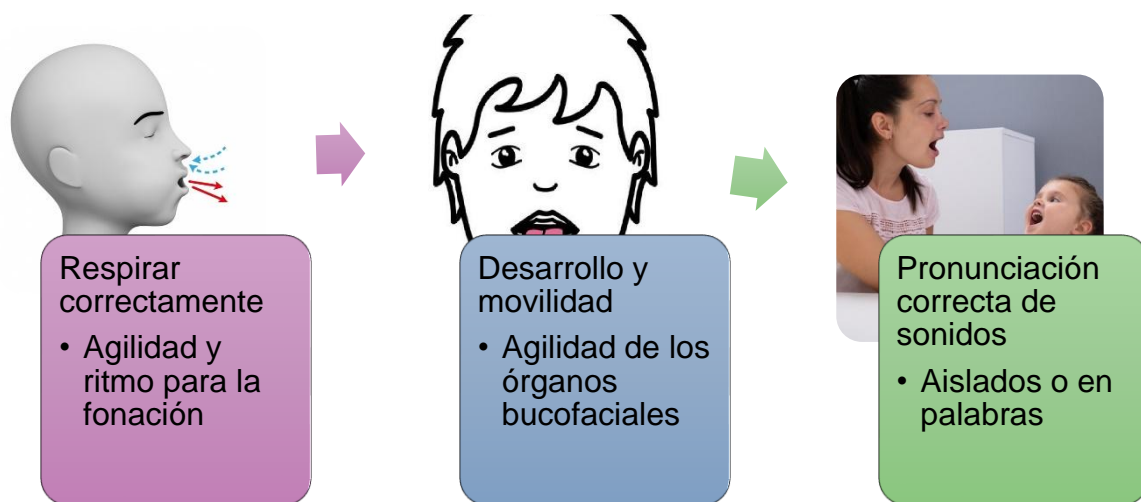 Respirar
correctamente
• Agilidad y
ritmo para la
fonación
Desarrollo y
movilidad
• Agilidad de los
órganos
bucofaciales
Pronunciación
correcta de
sonidos
• Aislados o en
palabras